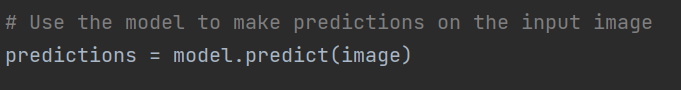 # Use the model to make predictions on the input image
predictions = model.predict(image)